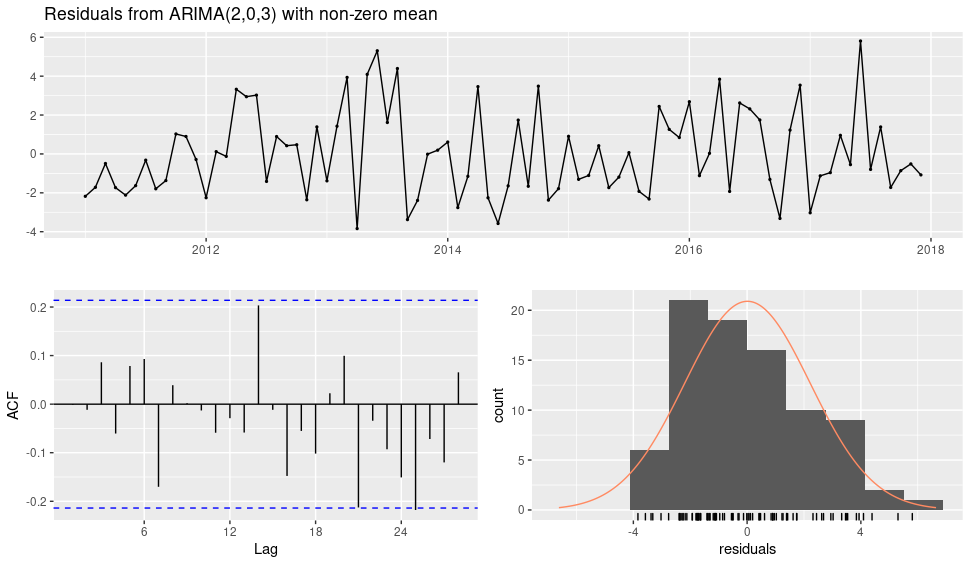 Residuals from ARIMA(2,0,3) with non-zero mean
6
4
2
0
-2
-4
2012 2014 2016 2018
0.2
0.1
0.0
-0.1
-0.2
ACF
6 12 18 24
Lag
20
15
10
5
0
count
-4 0 4
residuals